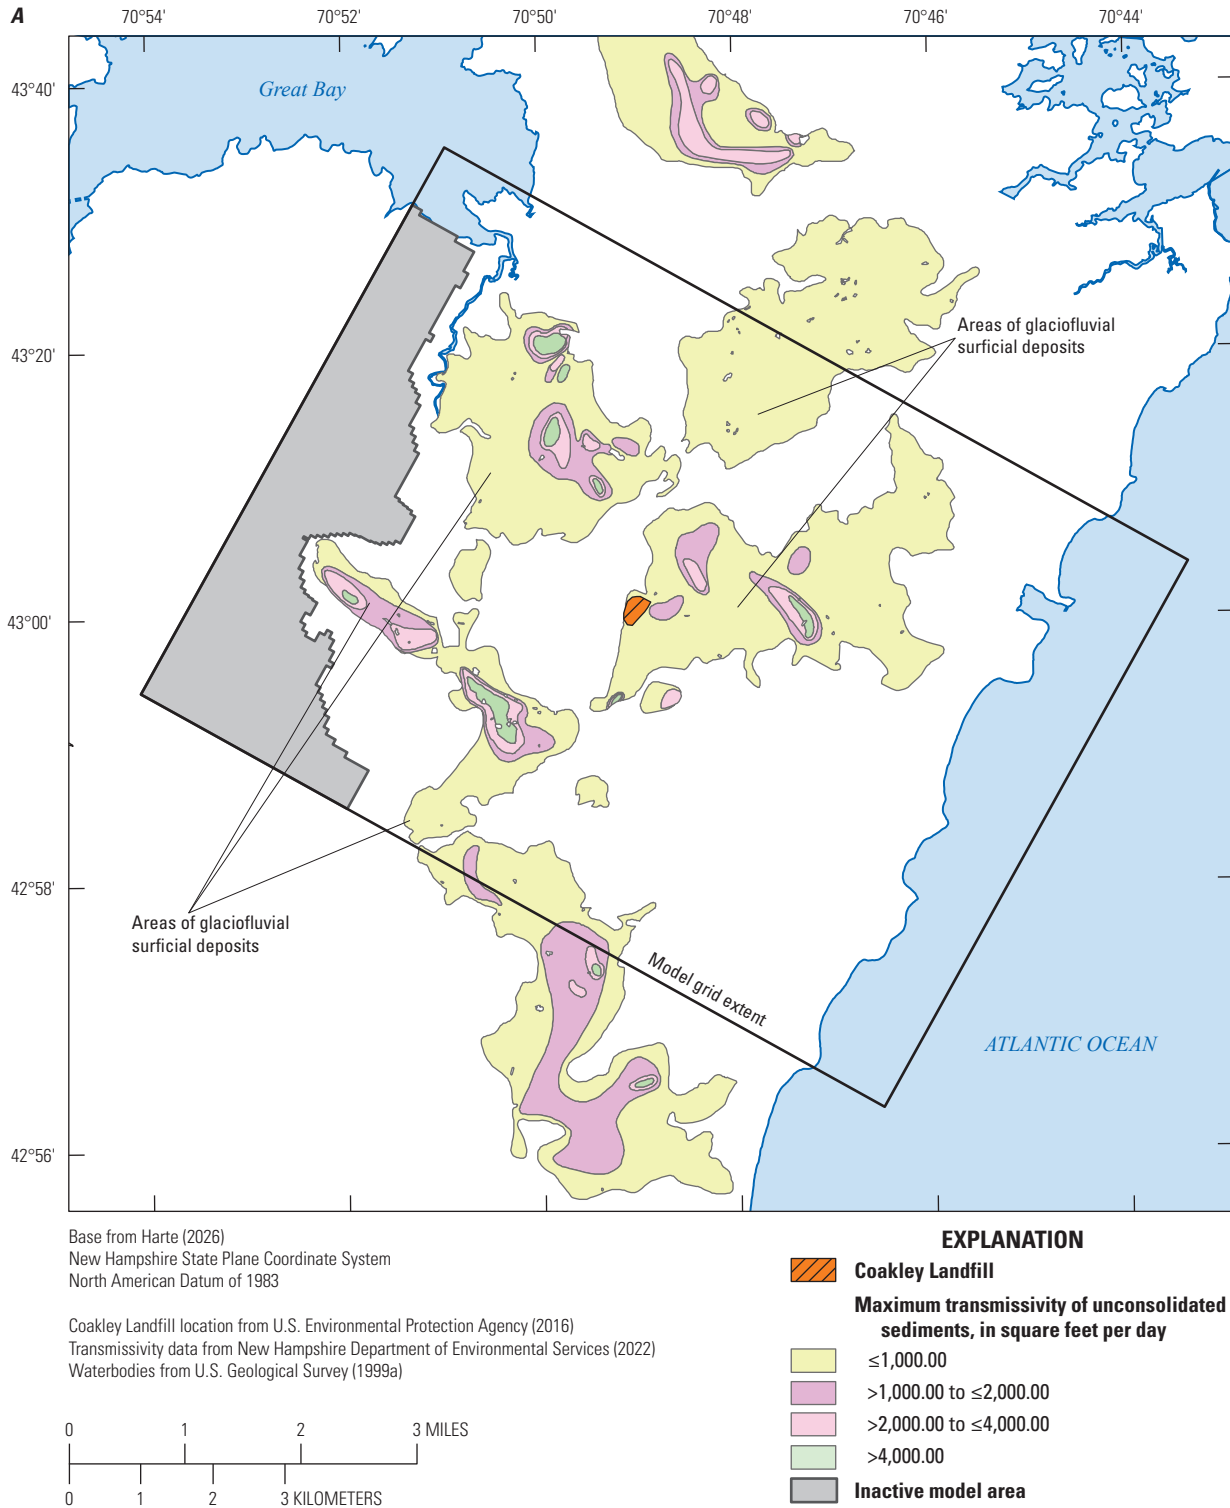 A
70°54'
70°52'
70°50'
70°48'
70°46'
70°44'
43°40'
43°20'
43°00'
42°58'
42°56'
Great Bay
Areas of glaciofluvial
surficial deposits
Areas of glaciofluvial
surficial deposits
Model grid extent
ATLANTIC OCEAN
Base from Harte (2026)
New Hampshire State Plane Coordinate System
North American Datum of 1983
Coakley Landfill location from U.S. Environmental Protection Agency (2016)
Transmissivity data from New Hampshire Department of Environmental Services (2022)
Waterbodies from U.S. Geological Survey (1999a)
0 1 2 3 MILES
0 1 2 3 KILOMETERS
EXPLANATION
Coakley Landfill
Maximum transmissivity of unconsolidated
sediments, in square feet per day
≤1,000.00
>1,000.00 to ≤2,000.00
>2,000.00 to ≤4,000.00
>4,000.00
Inactive model area